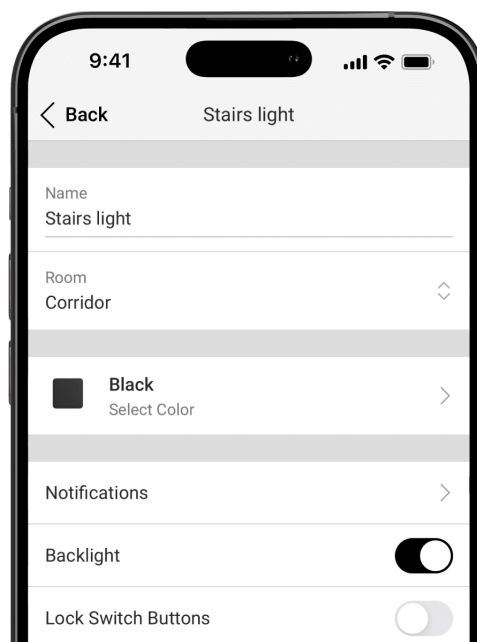 9:41
Back
Stairs light
Name
Stairs light
Room
Corridor
Black
Select Color
Notifications
Backlight
Lock Switch Buttons